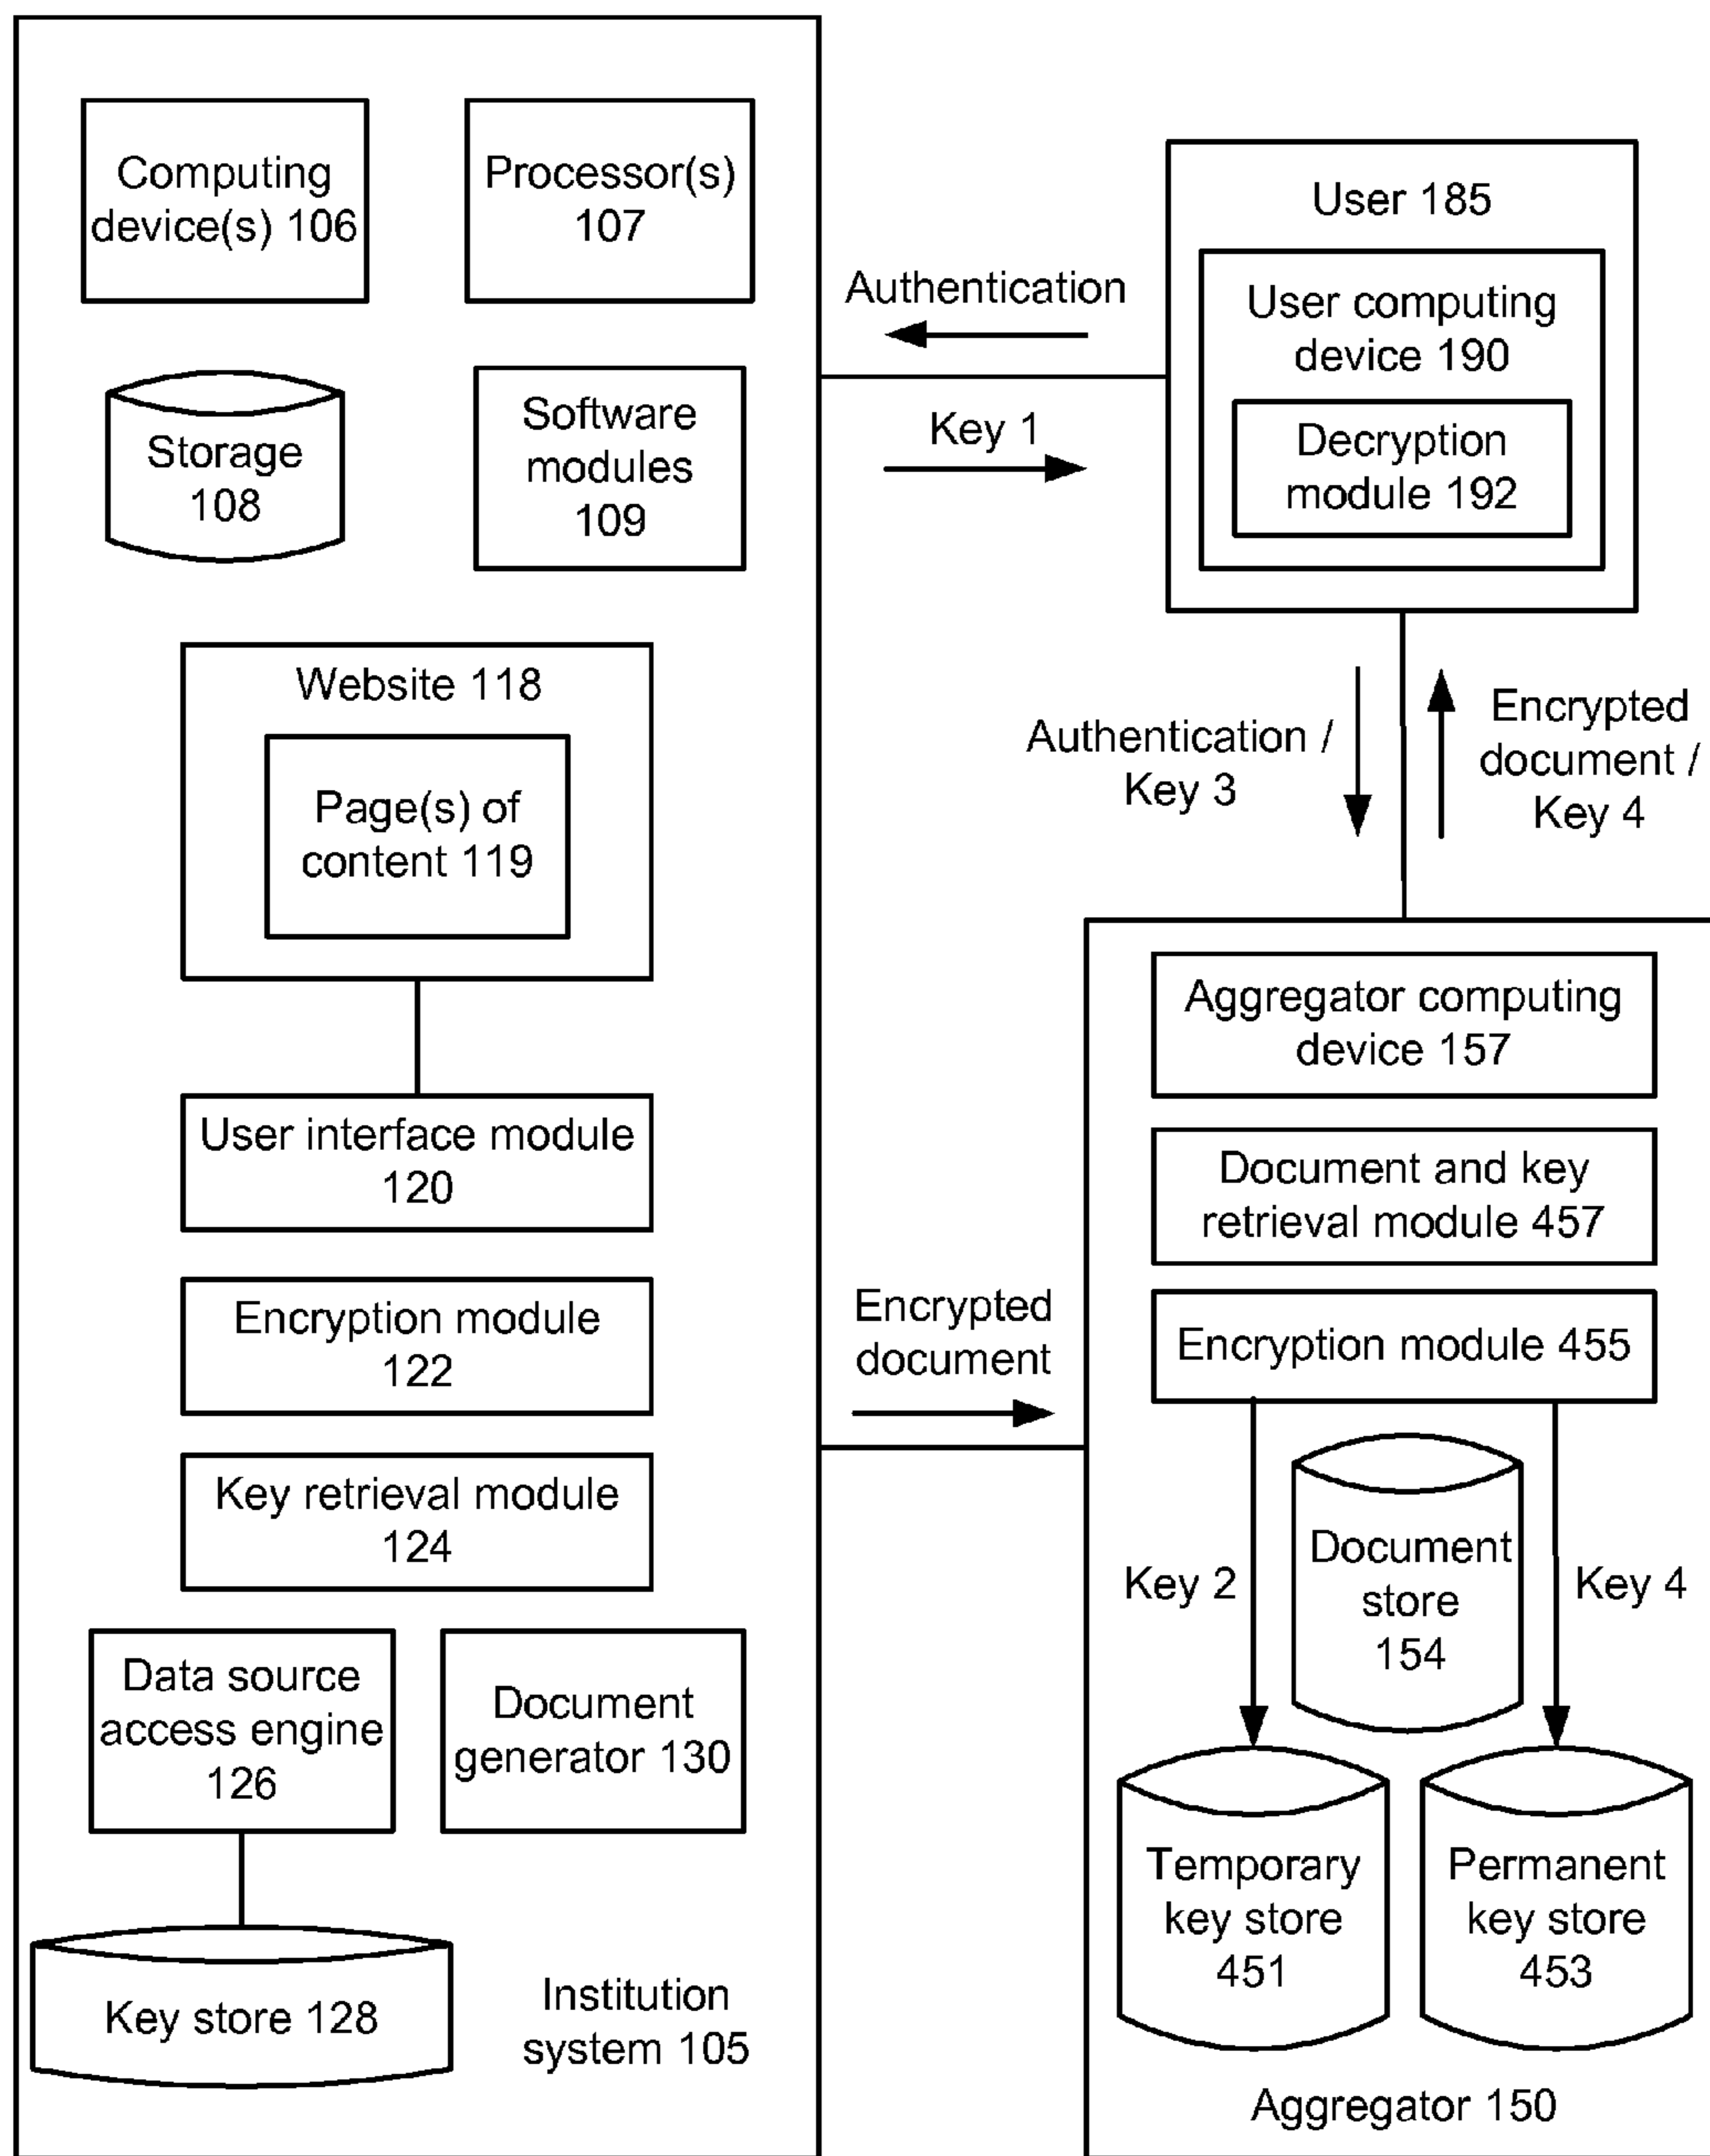 Computing
device(s) 106
Processor(s)
107
Storage
108
Software
modules
109
Website 118
Page(s) of
content 119
User interface module
120
Encryption module
122
Key retrieval module
124
Data source
access engine
126
Document
generator 130
Key store 128
Institution
system 105
Authentication
Key 1
User 185
User computing
device 190
Decryption
module 192
Authentication /
Key 3
Encrypted
document /
Key 4
Encrypted
document
Aggregator computing
device 157
Document and key
retrieval module 457
Encryption module 455
Key 2
Document
store
154
Key 4
Temporary
key store
451
Permanent
key store
453
Aggregator 150